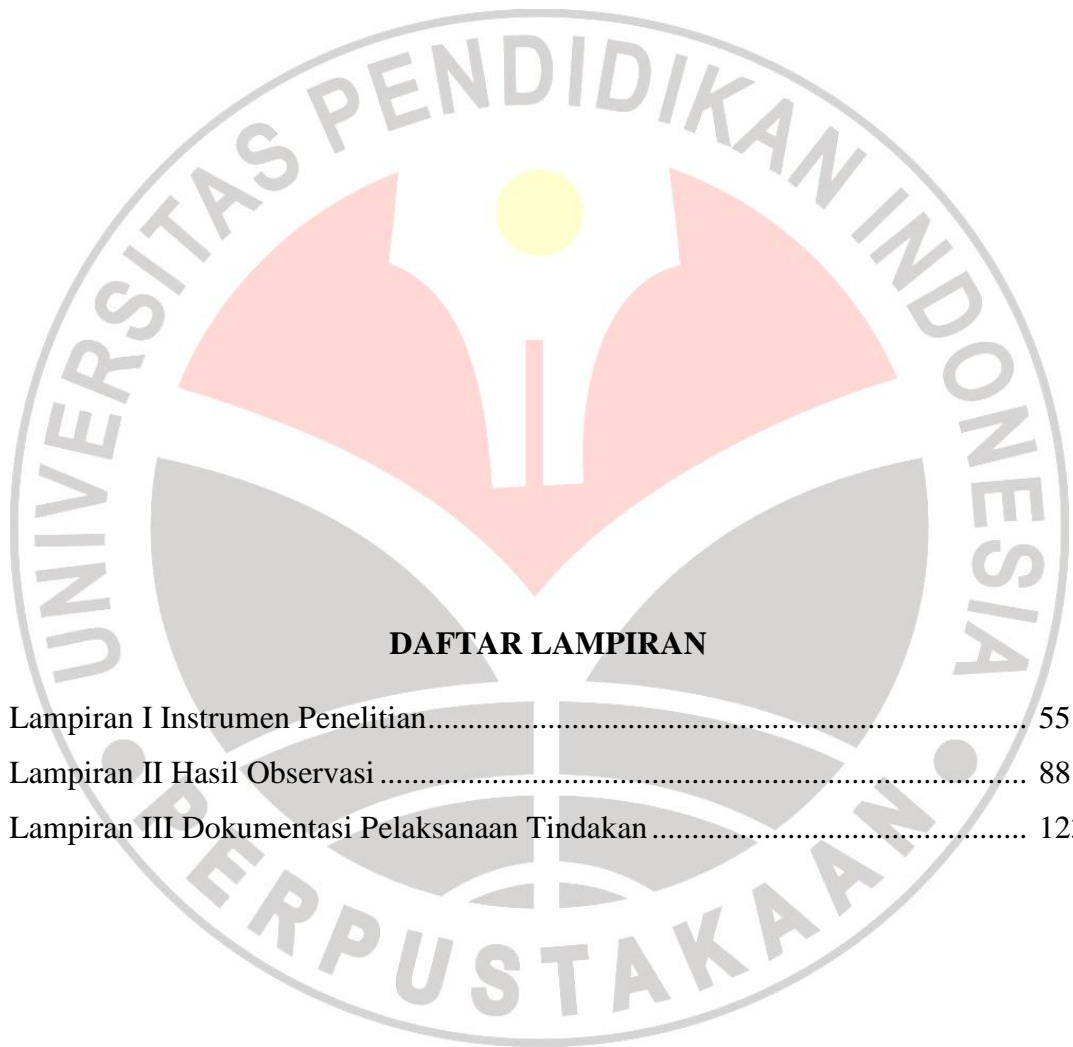 UNIVERSITAS PENDIDIKAN INDONESIA
DAFTAR LAMPIRAN
Lampiran I Instrumen Penelitian 55
Lampiran II Hasil Observasi 88
Lampiran III Dokumentasi Pelaksanaan Tindakan
PERPUSTAKAAN